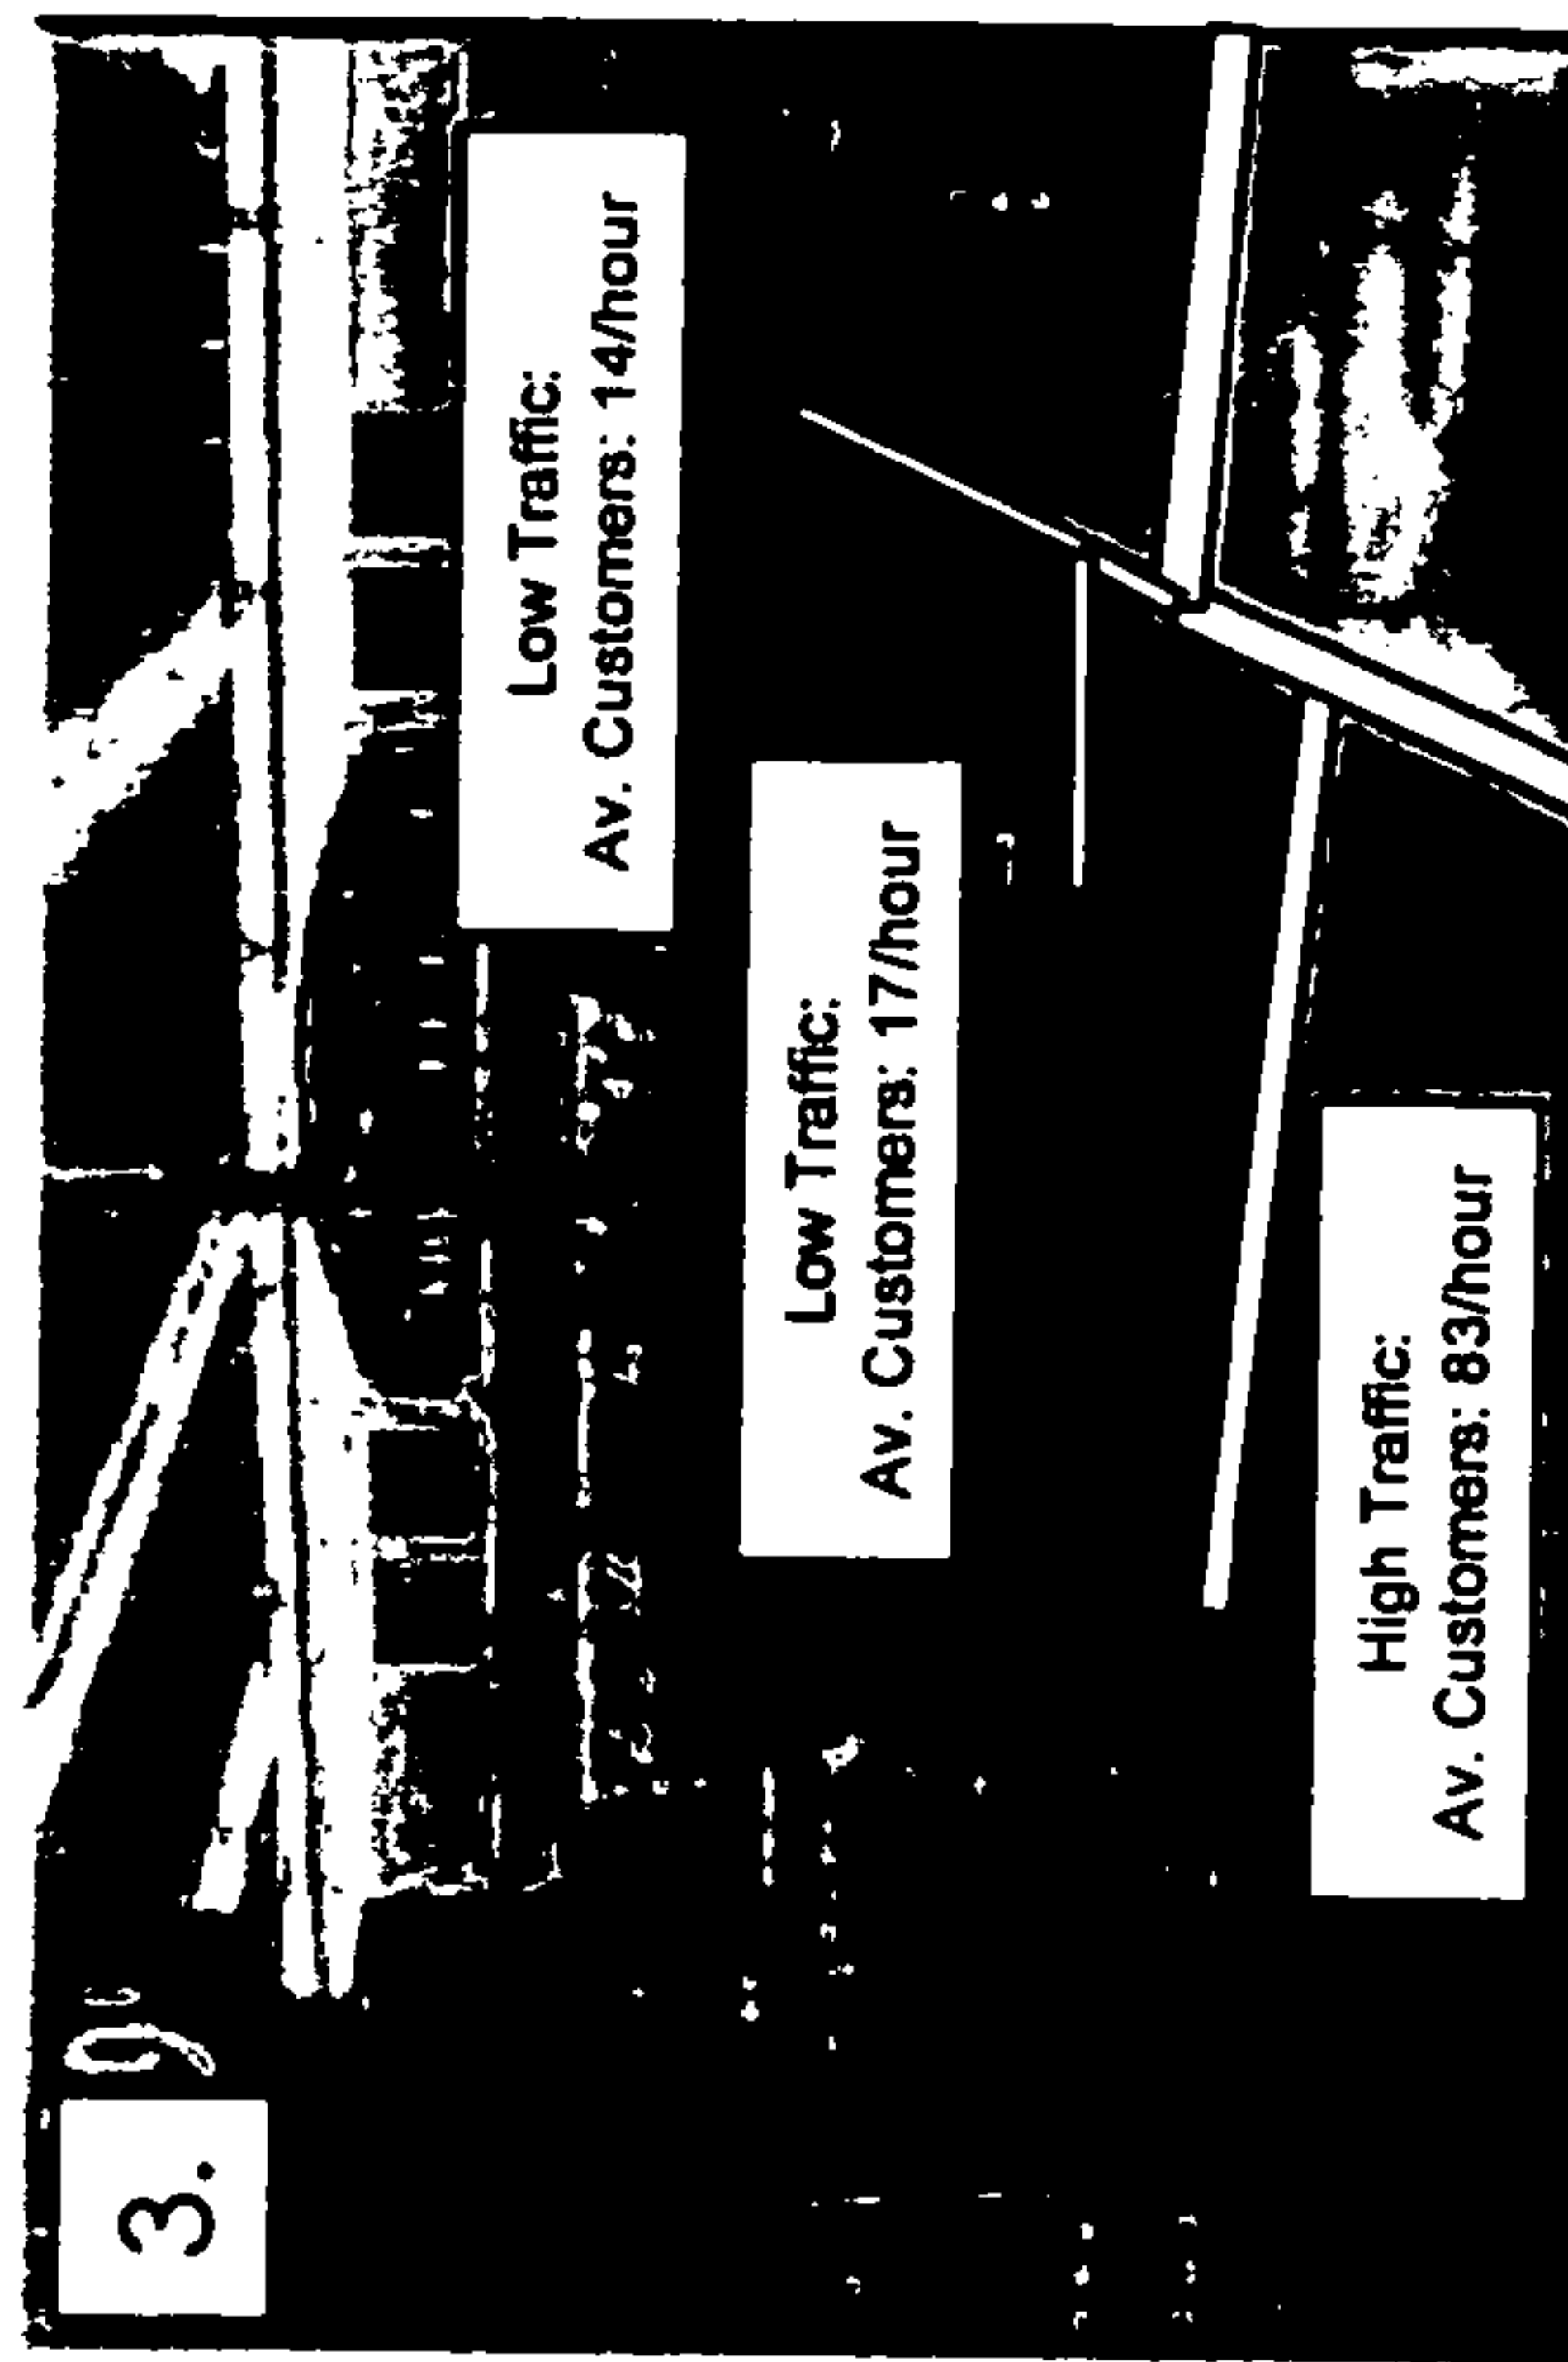 3.
Low Traffic:
Av. Customers: 14/hour
Low Traffic:
Av. Customers: 17/hour
High Traffic:
Av. Customers: 83/hour